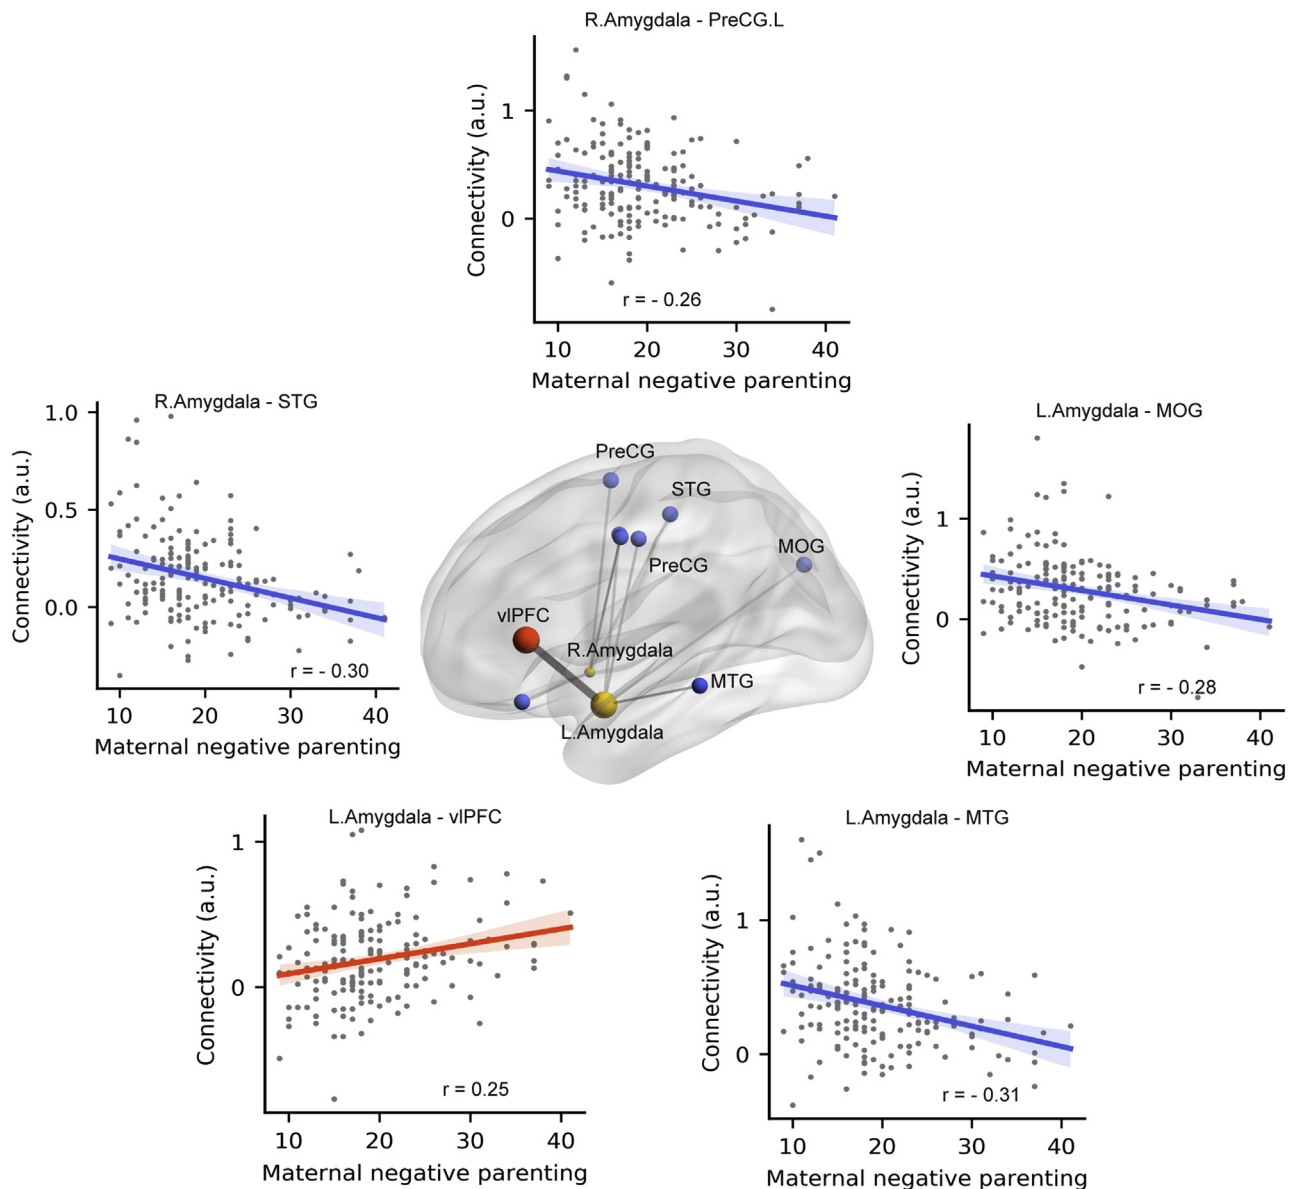 R.Amygdala - PreCG.L
Connectivity (a.u.)
1
0
r = - 0.26
10 20 30 40
Maternal negative parenting
R.Amygdala - STG
Connectivity (a.u.)
1.0
0.5
0.0
r = - 0.30
10 20 30 40
Maternal negative parenting
PreCG
STG
PreCG
MOG
vlPFC
R.Amygdala
MTG
L.Amygdala
L.Amygdala - MOG
Connectivity (a.u.)
1
0
r = - 0.28
10 20 30 40
Maternal negative parenting
L.Amygdala - vlPFC
Connectivity (a.u.)
1
0
r = 0.25
10 20 30 40
Maternal negative parenting
L.Amygdala - MTG
Connectivity (a.u.)
1
0
r = - 0.31
10 20 30 40
Maternal negative parenting